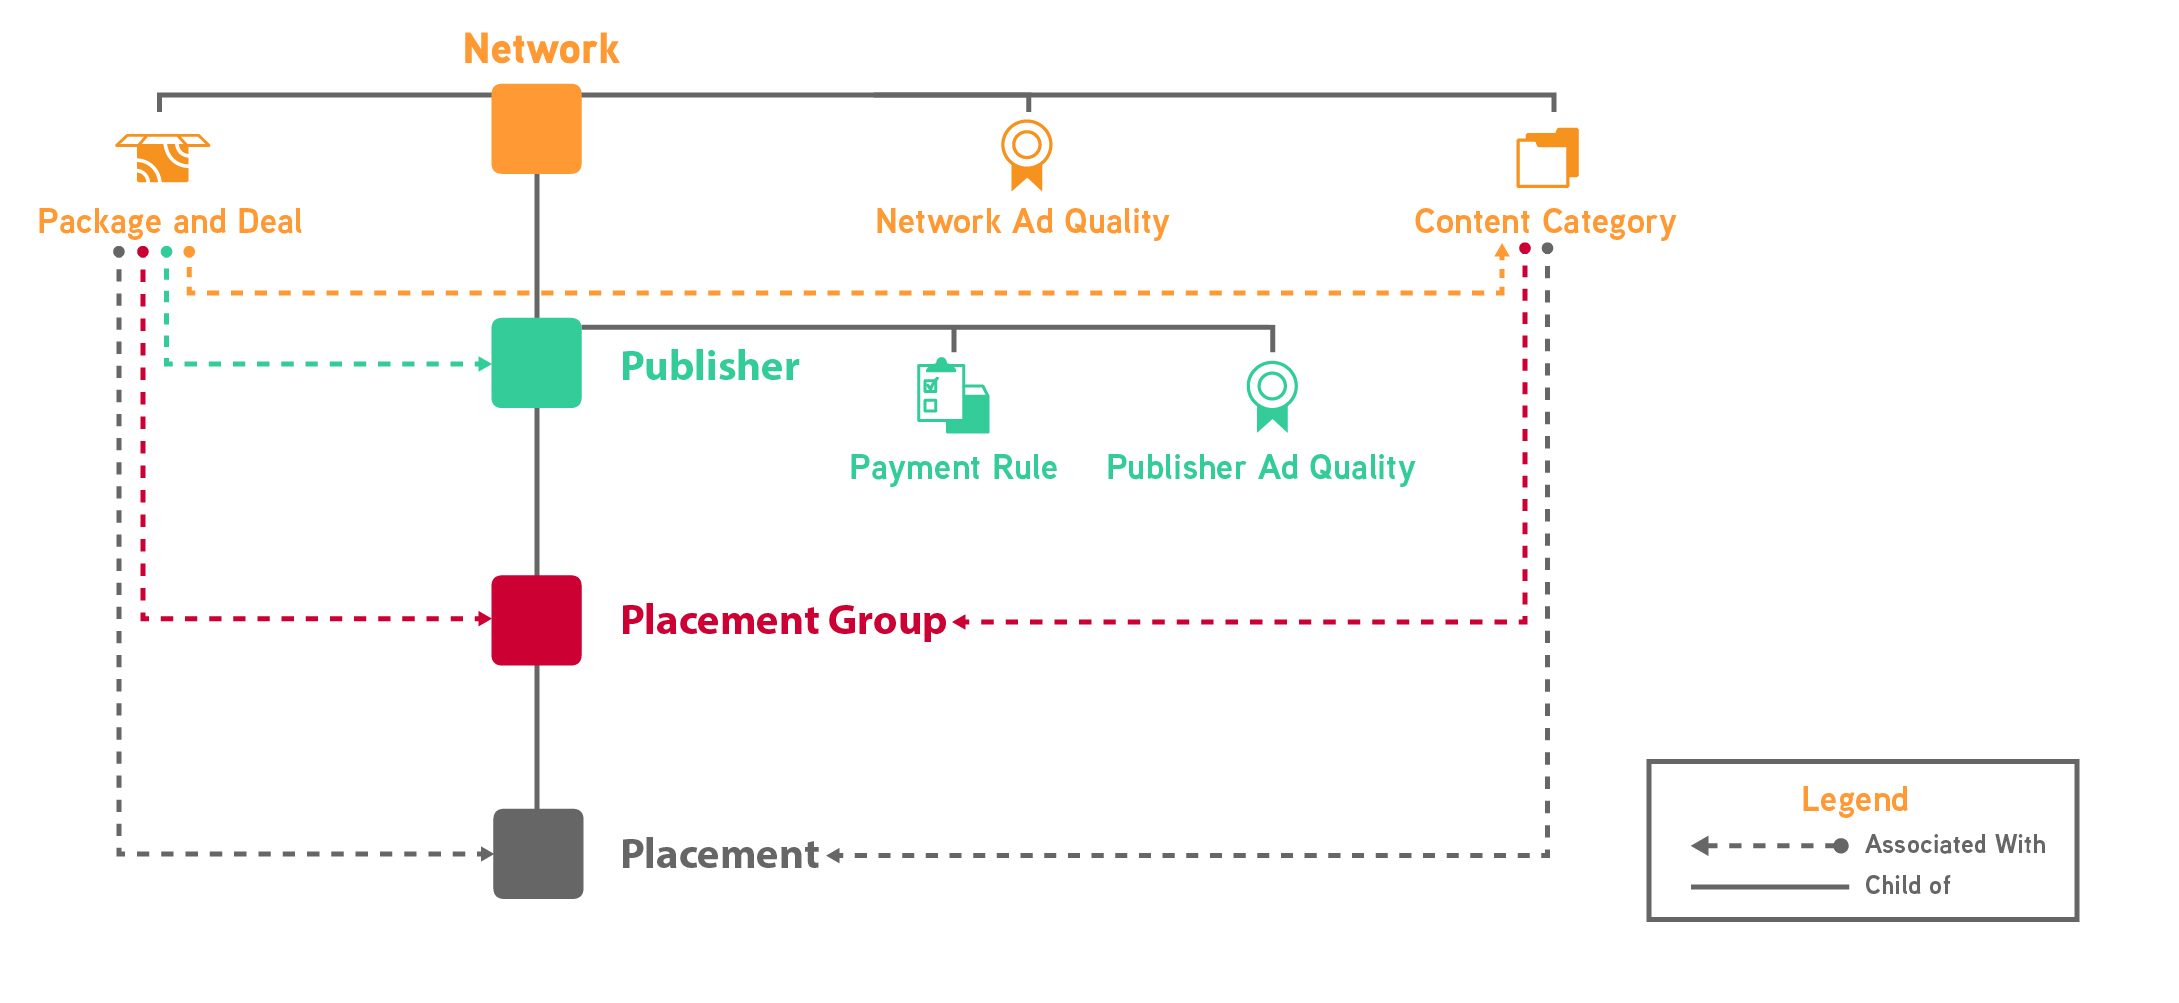 Network
Package and Deal
Network Ad Quality
Content Category
Publisher
Payment Rule
Publisher Ad Quality
Placement Group
Placement
Legend
Associated With
Child of